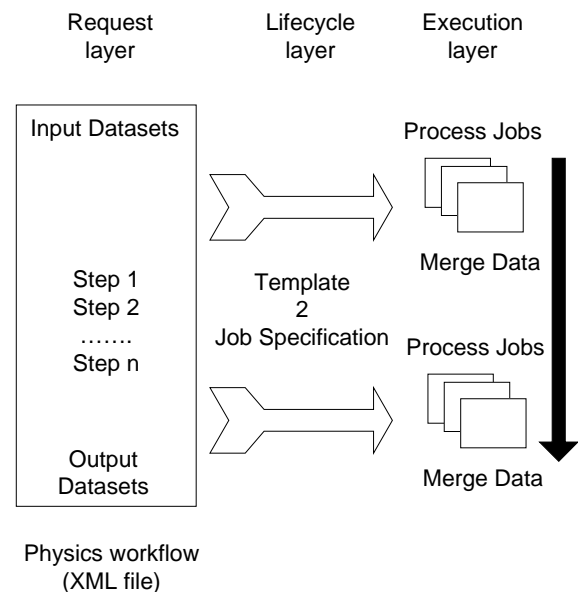 Request
layer
Lifecycle
layer
Execution
layer
Input Datasets
Step 1
Step 2
.......
Step n
Output
Datasets
Physics workflow
(XML file)
Template
2
Job Specification
Process Jobs
Merge Data
Process Jobs
Merge Data